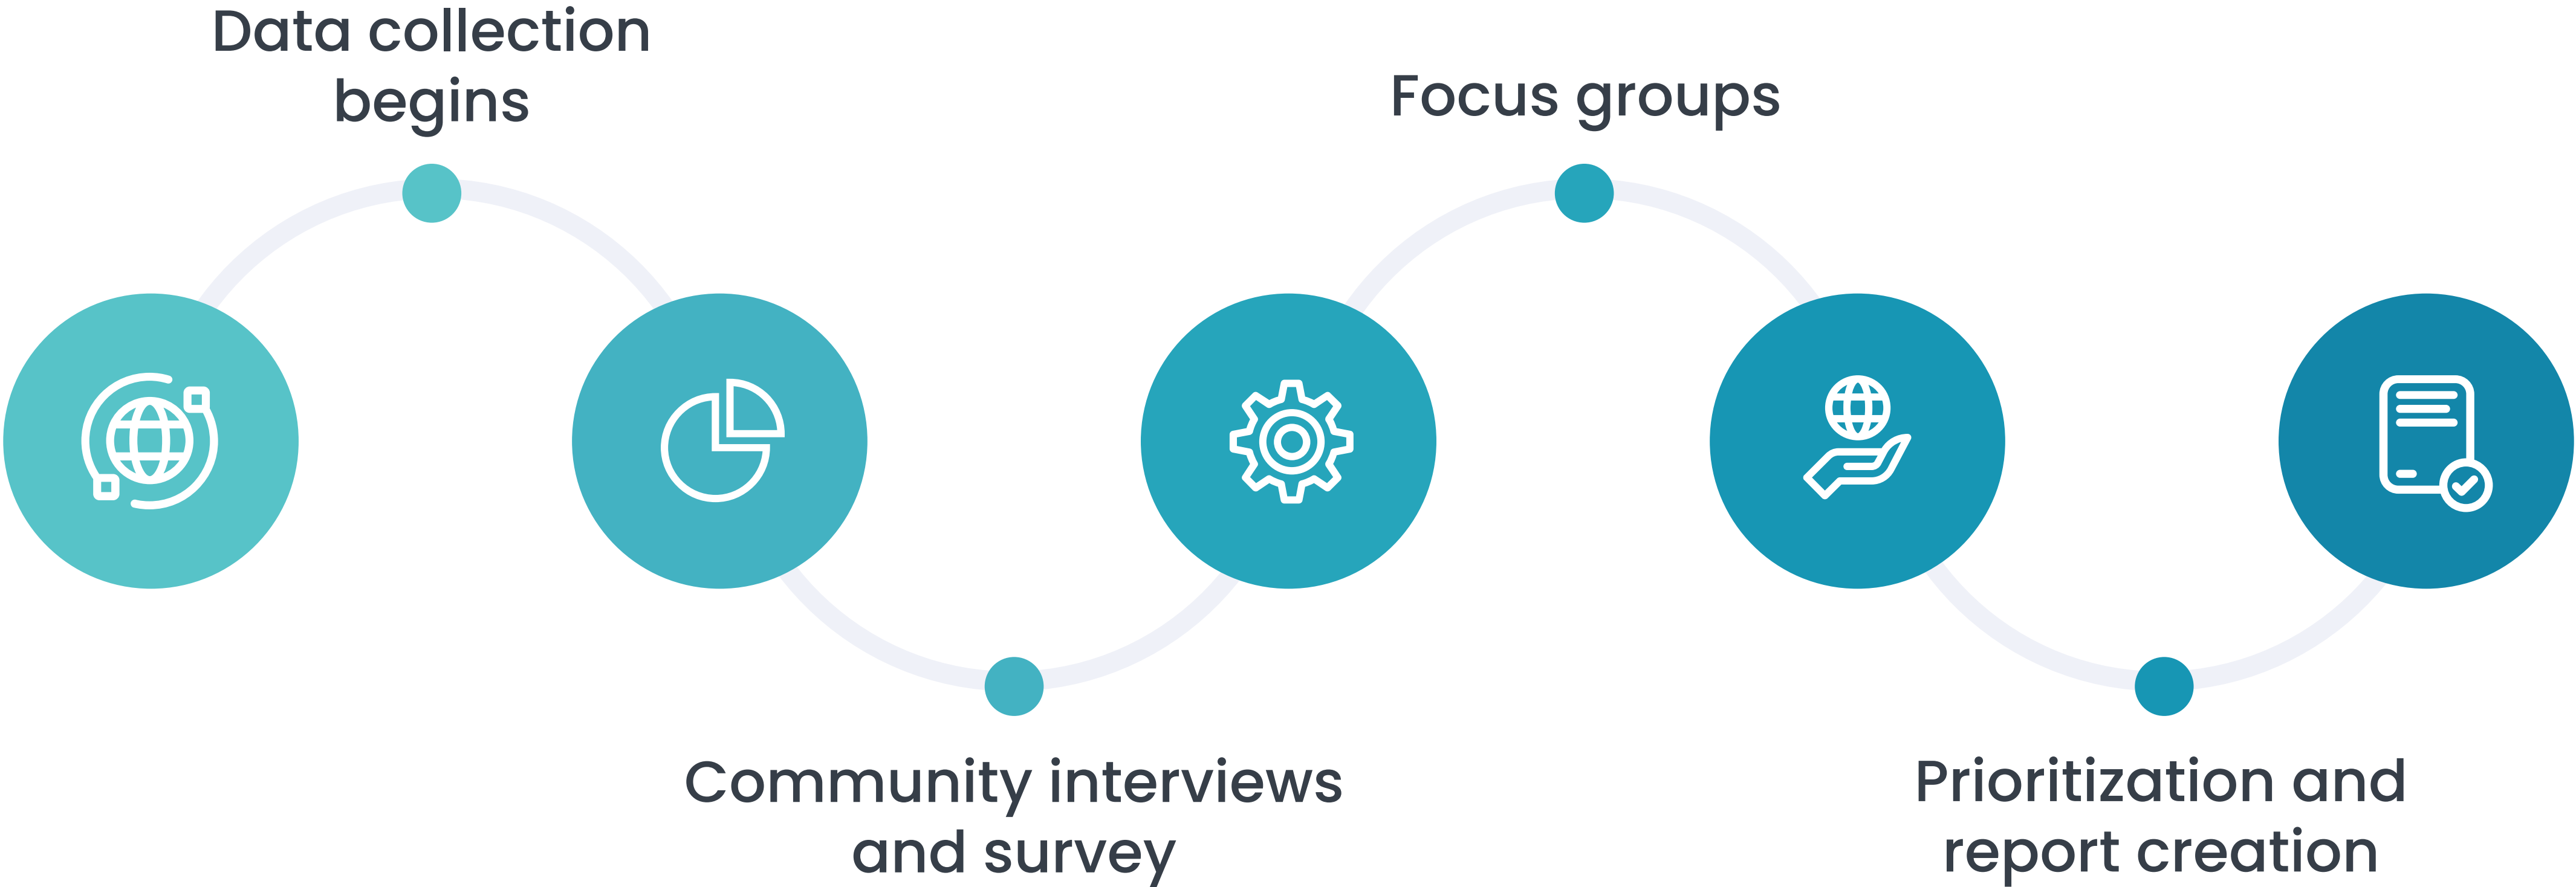 Data collection
begins
Community interviews
and survey
Focus groups
Prioritization and
report creation